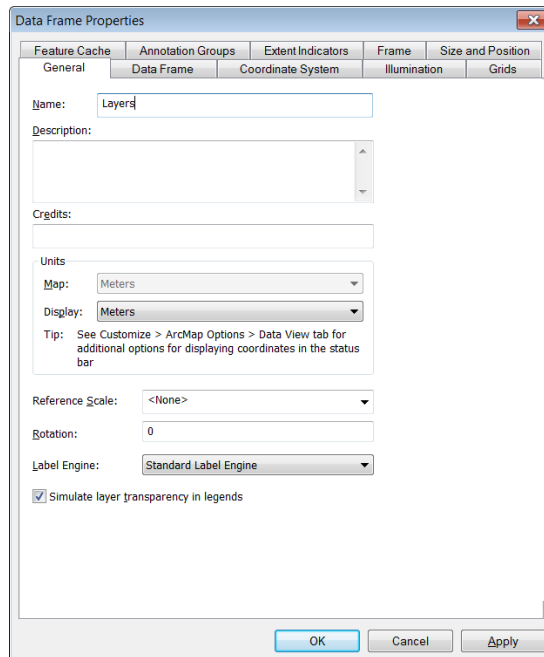 Data Frame Properties
Feature Cache Annotation Groups Extent Indicators Frame Size and Position
General Data Frame Coordinate System Illumination Grids
Name: Layers
Description:
Credits:
Units
Map: Meters
Display: Meters
Tip: See Customize > ArcMap Options > Data View tab for
additional options for displaying coordinates in the status
bar
Reference Scale: <None>
Rotation: 0
Label Engine: Standard Label Engine
Simulate layer transparency in legends
OK Cancel Apply